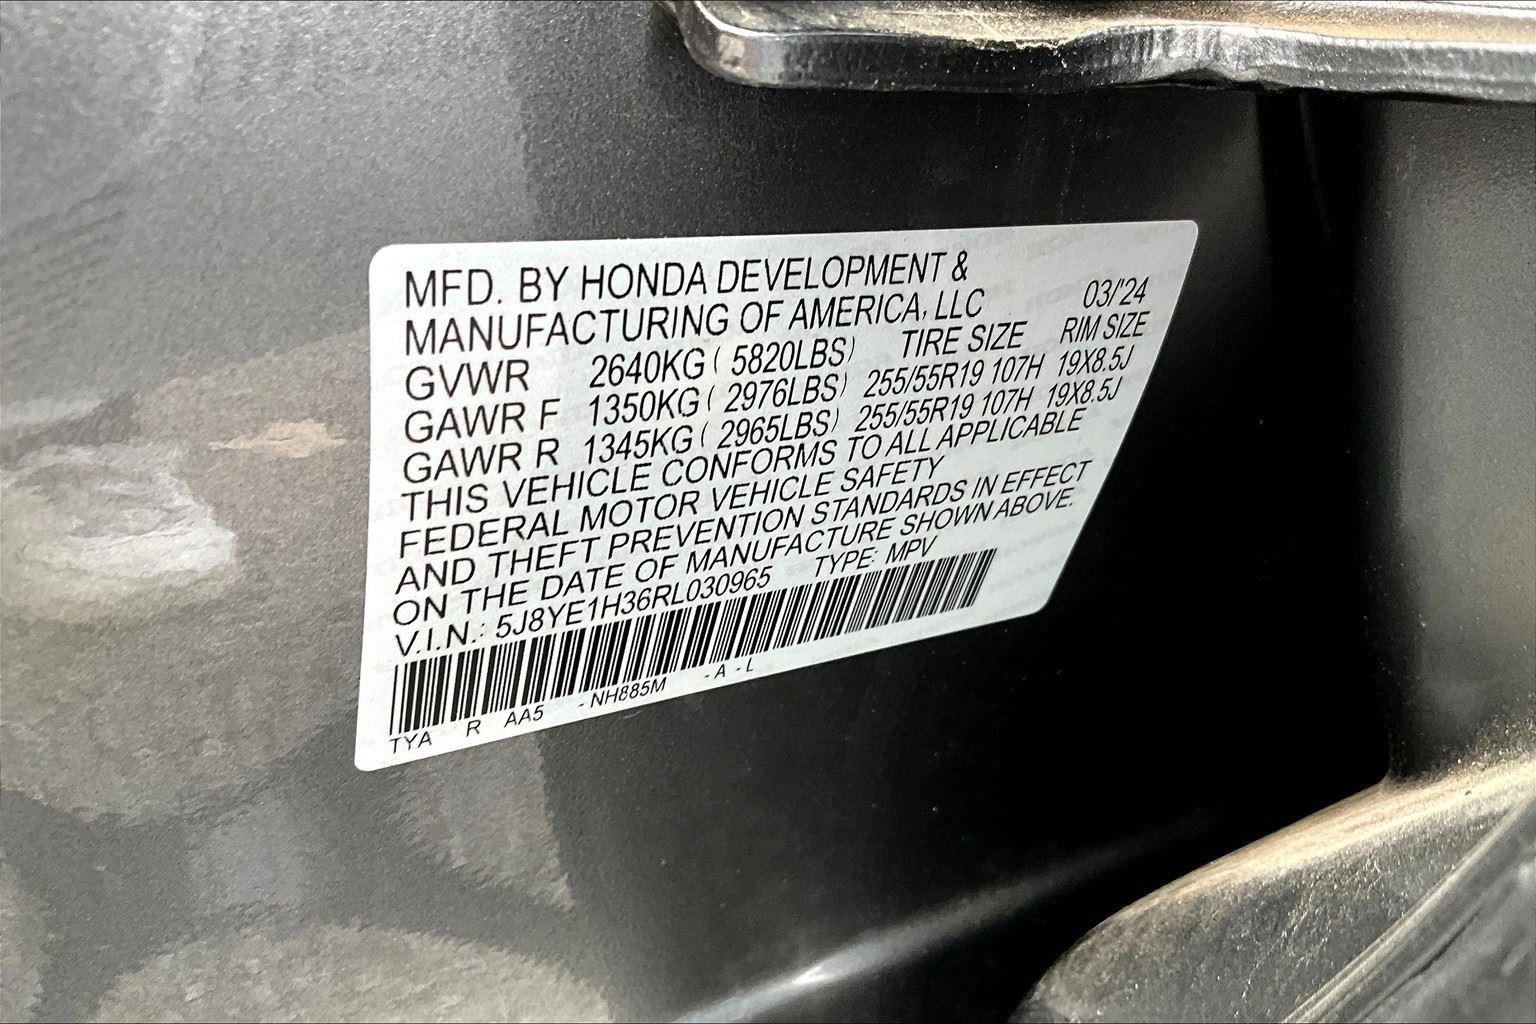 MFD. BY HONDA DEVELOPMENT &
MANUFACTURING OF AMERICA, LLC 03/'24
GVWR 2640KG ( 5820LBS) TIRE SIZE RIM SIZE
GAWR F 1350KG ( 2976LBS) 255/55R19 107H 19X8.5J
GAWR R 1345KG ( 2965LBS) 255/55R19 107H 19X8.5J
THIS VEHICLE CONFORMS TO ALL APPLICABLE
FEDERAL MOTOR VEHICLE SAFETY
AND THEFT PREVENTION STANDARDS IN EFFECT
ON THE DATE OF MANUFACTURE SHOWN ABOVE.
V.I.N.: 5J8YE1H36RL030965 TYPE: MPV
TYA R AA5 -NH885M -A -L